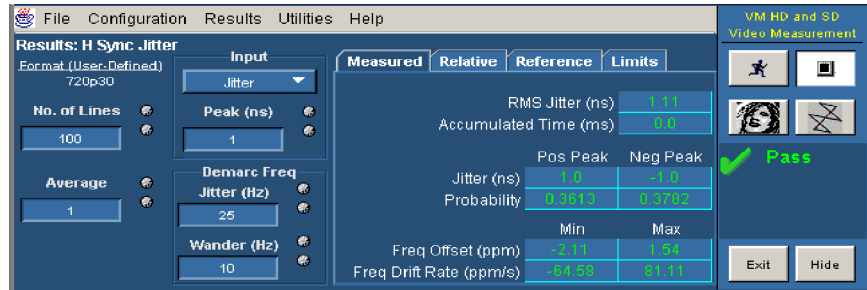 File Configuration Results Utilities Help
VM HD and SD
Video Measurement
Results: H Sync Jitter
Format (User-Defined)
720p30
No. of Lines
100
Average
1
Input
Jitter
Peak (ns)
1
Demarc Freq
Jitter (Hz)
25
Wander (Hz)
10
Measured Relative Reference Limits
RMS Jitter (ns) 1.11
Accumulated Time (ms) 0.0
Pos Peak Neg Peak
Jitter (ns) 1.0 -1.0
Probability 0.3613 0.3782
Min Max
Freq Offset (ppm) -2.11 1.54
Freq Drift Rate (ppm/s) -64.58 81.11
Pass
Exit Hide